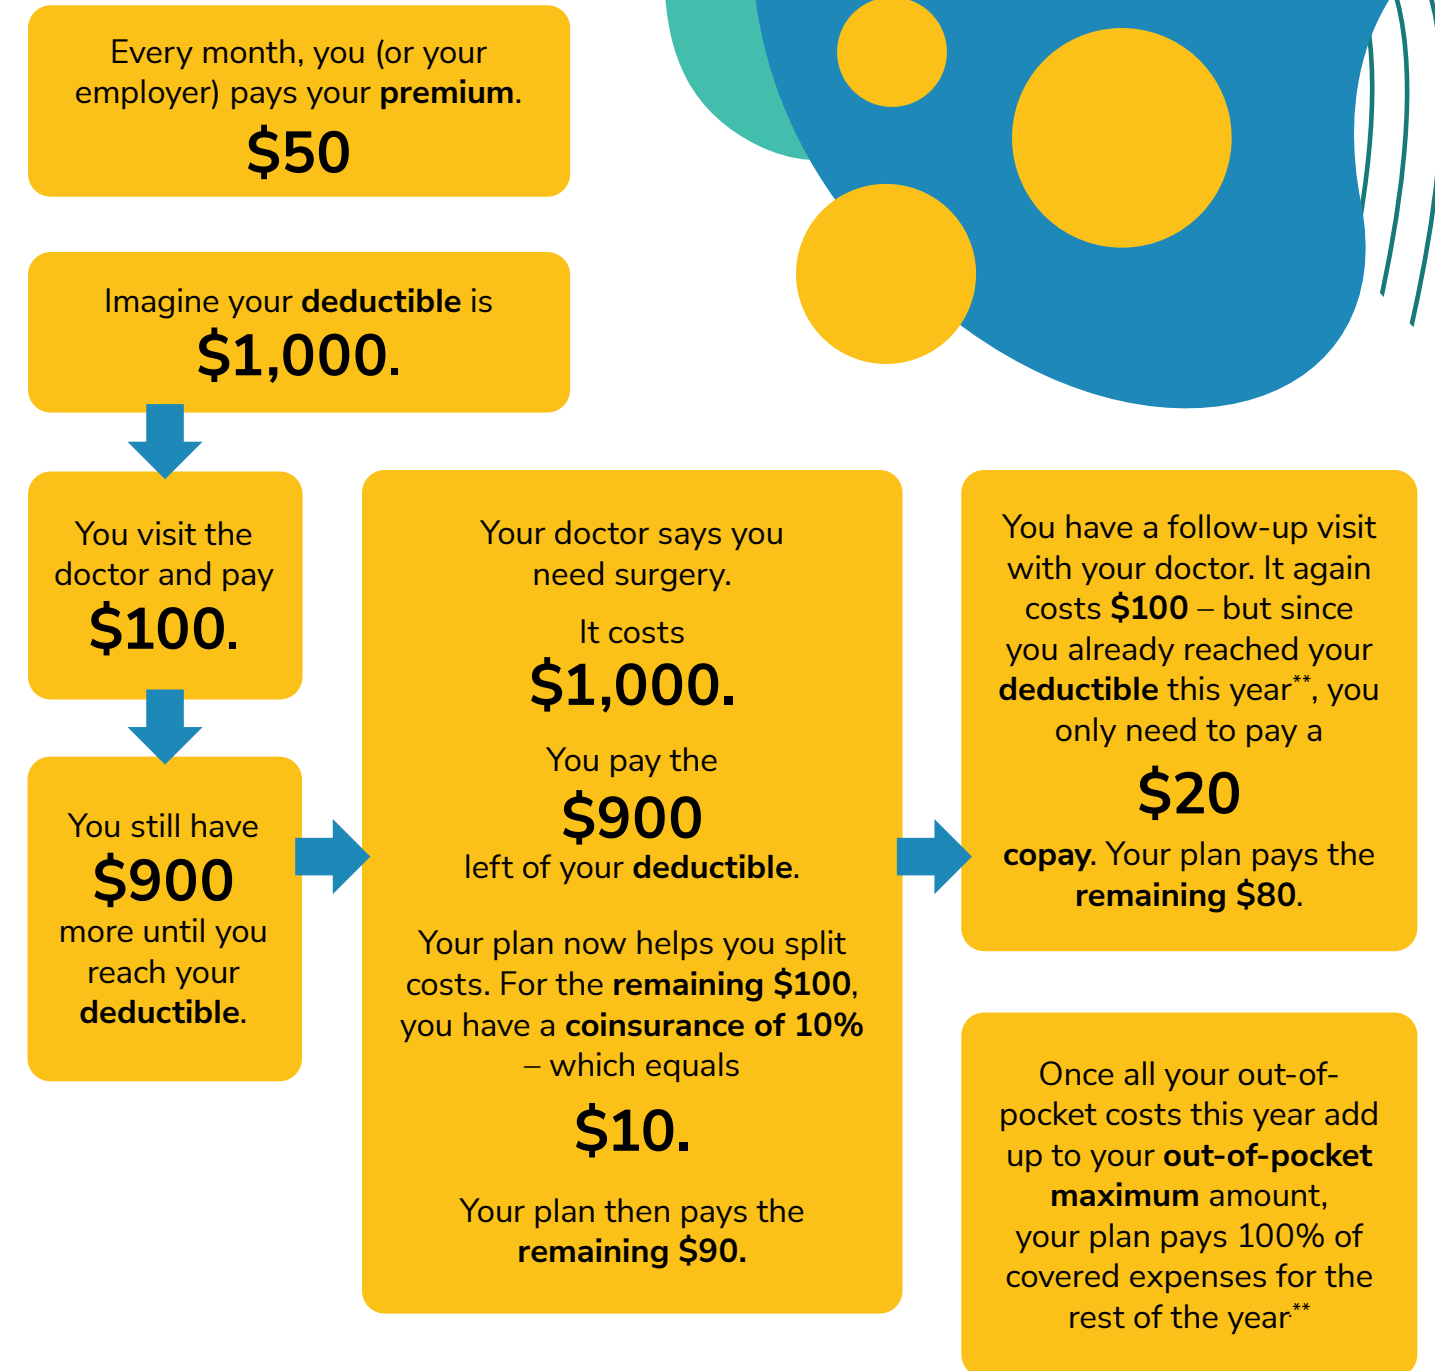 Every month, you (or your
employer) pays your premium.
$50
Imagine your deductible is
$1,000.
You visit the
doctor and pay
$100.
You still have
$900
more until you
reach your
deductible.
Your doctor says you
need surgery.
It costs
$1,000.
You pay the
$900
left of your deductible.
Your plan now helps you split
costs. For the remaining $100,
you have a coinsurance of 10%
– which equals
$10.
Your plan then pays the
remaining $90.
You have a follow-up visit
with your doctor. It again
costs $100 – but since
you already reached your
deductible this year**, you
only need to pay a
$20
copay. Your plan pays the
remaining $80.
Once all your out-of-
pocket costs this year add
up to your out-of-pocket
maximum amount,
your plan pays 100% of
covered expenses for the
rest of the year.**